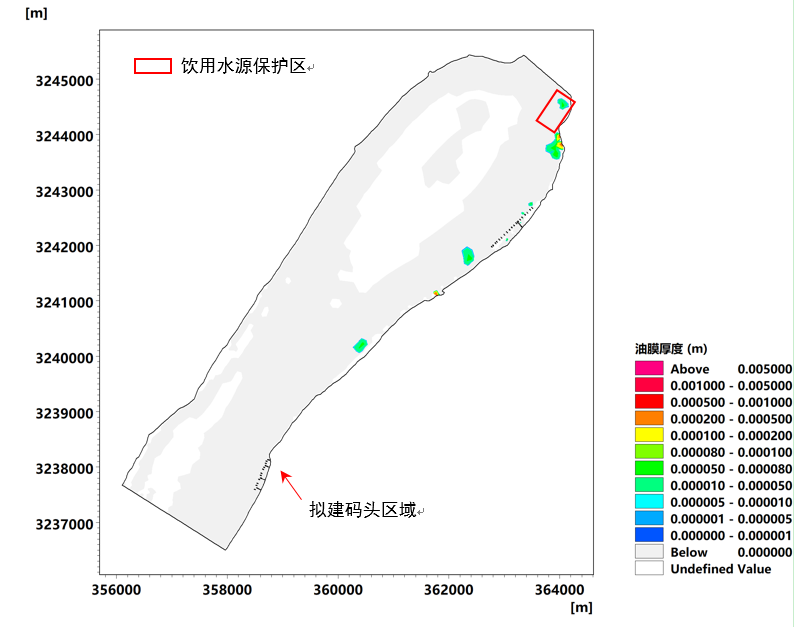 [m]
饮用水源保护区↵
3245000
3244000
3243000
3242000
3241000
3240000
3239000
3238000
3237000
拟建码头区域↵
356000 358000 360000 362000 364000
[m]
油膜厚度 (m)
Above 0.005000
0.001000 - 0.005000
0.000500 - 0.001000
0.000200 - 0.000500
0.000100 - 0.000200
0.000080 - 0.000100
0.000050 - 0.000080
0.000010 - 0.000050
0.000005 - 0.000010
0.000001 - 0.000005
0.000000 - 0.000001
Below 0.000000
Undefined Value